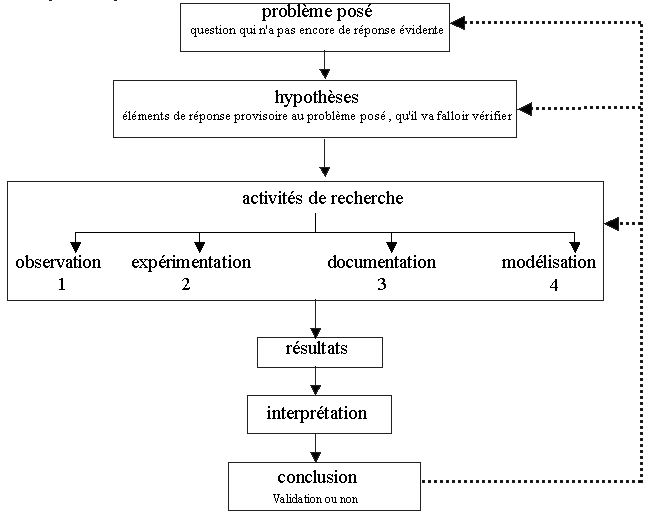 problème posé
question qui n'a pas encore de réponse évidente
hypothèses
éléments de réponse provisoire au problème posé , qu'il va falloir vérifier
activités de recherche
observation expérimentation documentation modélisation
1 2 3 4
résultats
interprétation
conclusion
Validation ou non